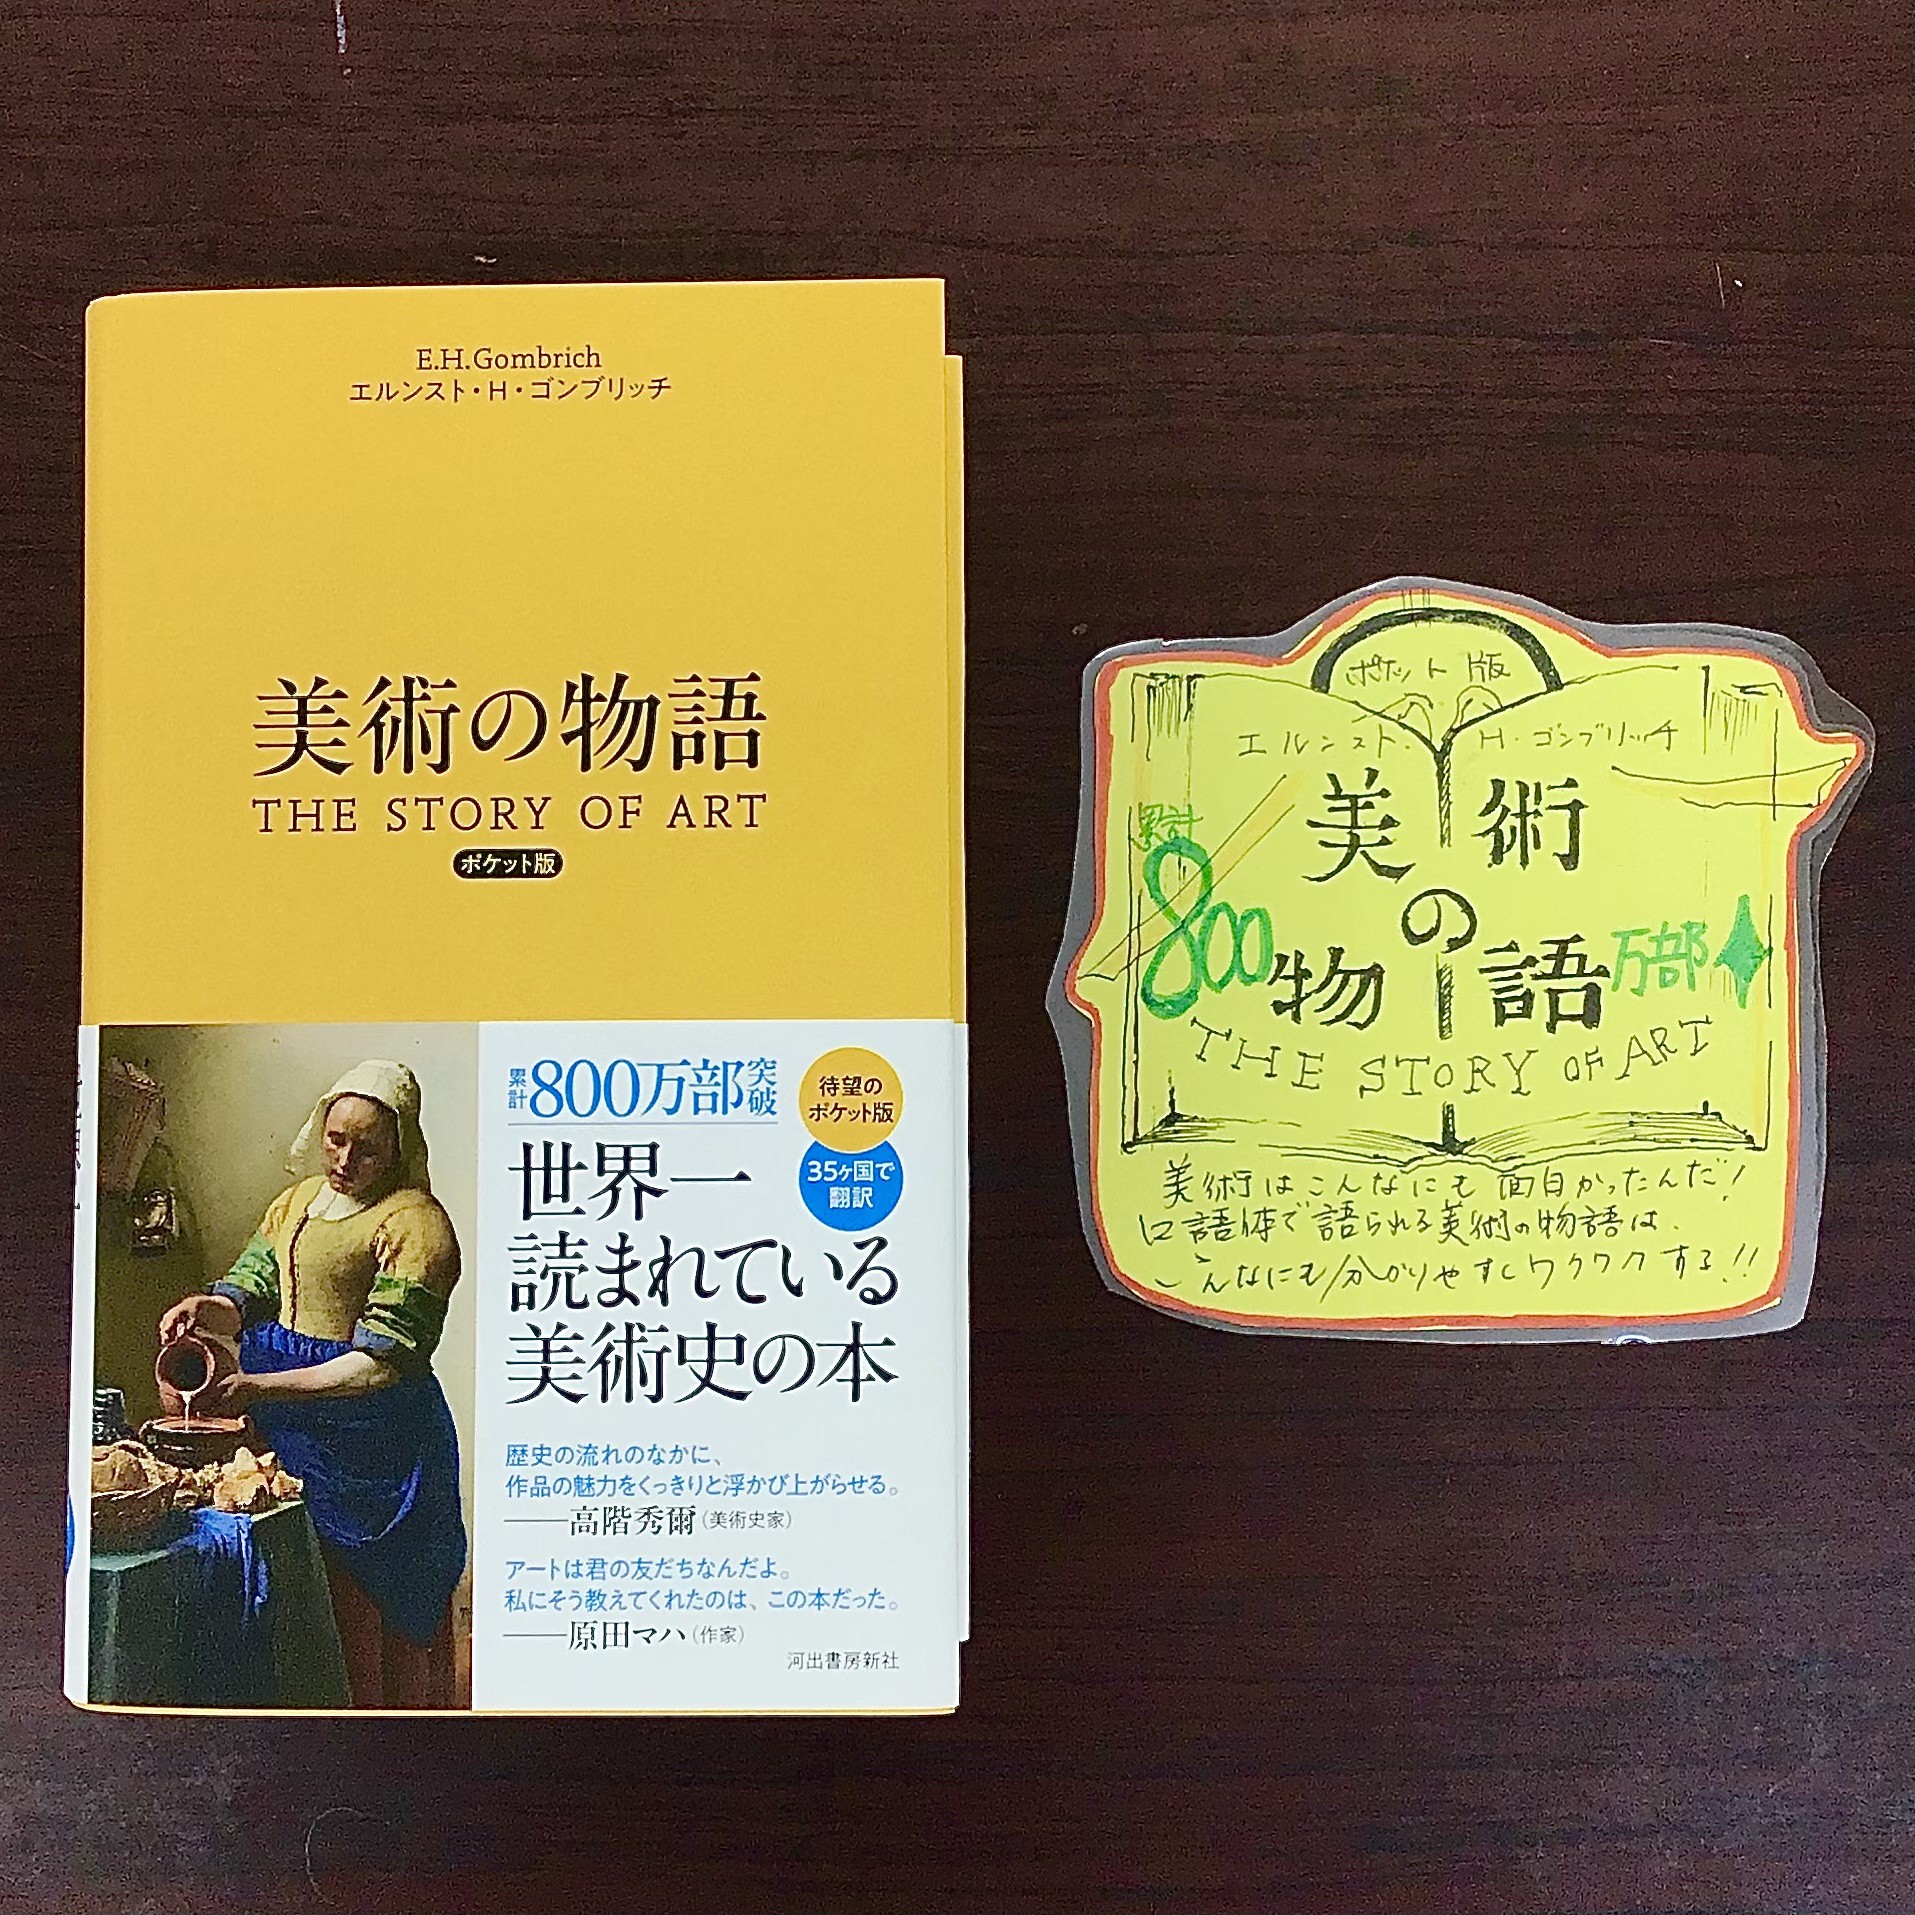 E.H.Gombrich
エルンスト・H・ゴンブリッチ
美術の物語
THE STORY OF ART
ポケット版
累計800万部突破
待望の
ポケット版
35ヶ国で
翻訳
世界一
読まれている
美術史の本
歴史の流れのなかに、
作品の魅力をくっきりと浮かび上がらせる。
——高階秀爾(美術史家)
アートは君の友だちなんだよ。
私にそう教えてくれたのは、この本だった。
——原田マハ(作家)
河出書房新社
ポケット版
エルンスト・H・ゴンブリッチ
美術
の
物語
累計
800万部
THE STORY OF ART
美術はこんなにも面白かったんだ!
口語体で語られる美術の物語は、
こんなにも分かりやすくワクワクする!!